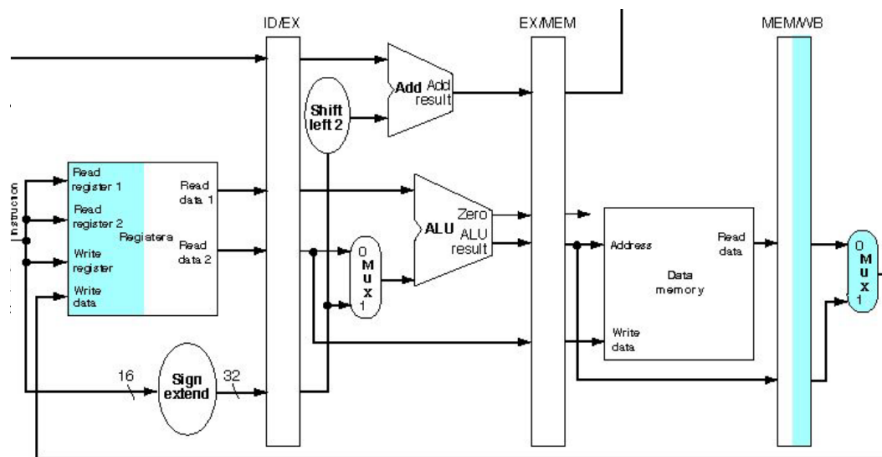 ID/EX
EX/MEM
MEM/WB
Add
Add
result
Shift
left 2
Instruction
Read
register 1
Read
register 2
Write
register
Write
data
Registers
Read
data 1
Read
data 2
0
M
u
x
1
ALU
Zero
ALU
result
Address
Read
data
Data
memory
Write
data
0
M
u
x
1
16
Sign
extend
32